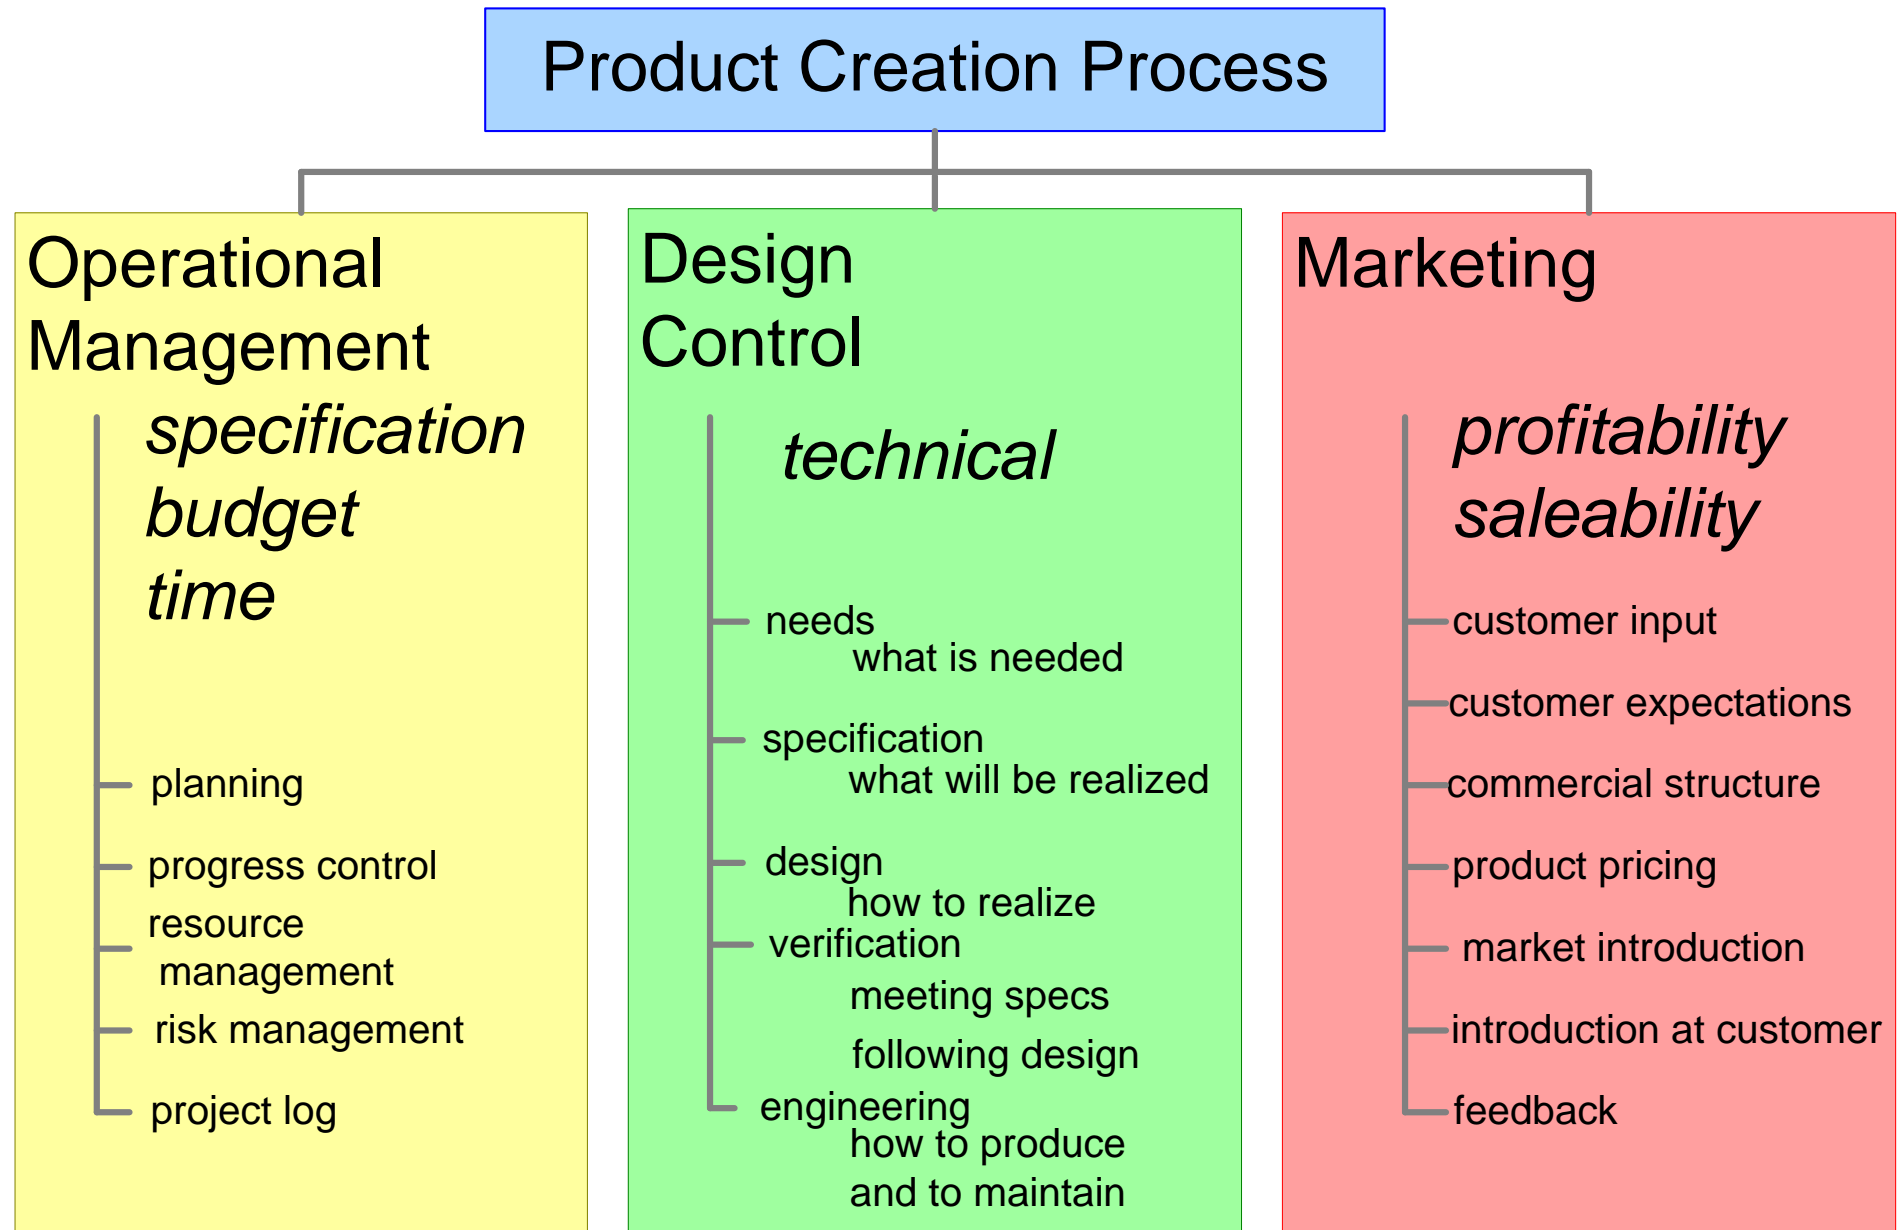 Product Creation Process
Operational
Management
specification
budget
time
planning
progress control
resource
management
risk management
project log
Design
Control
technical
needs
what is needed
specification
what will be realized
design
how to realize
verification
meeting specs
following design
engineering
how to produce
and to maintain
Marketing
profitability
saleability
customer input
customer expectations
commercial structure
product pricing
market introduction
introduction at customer
feedback